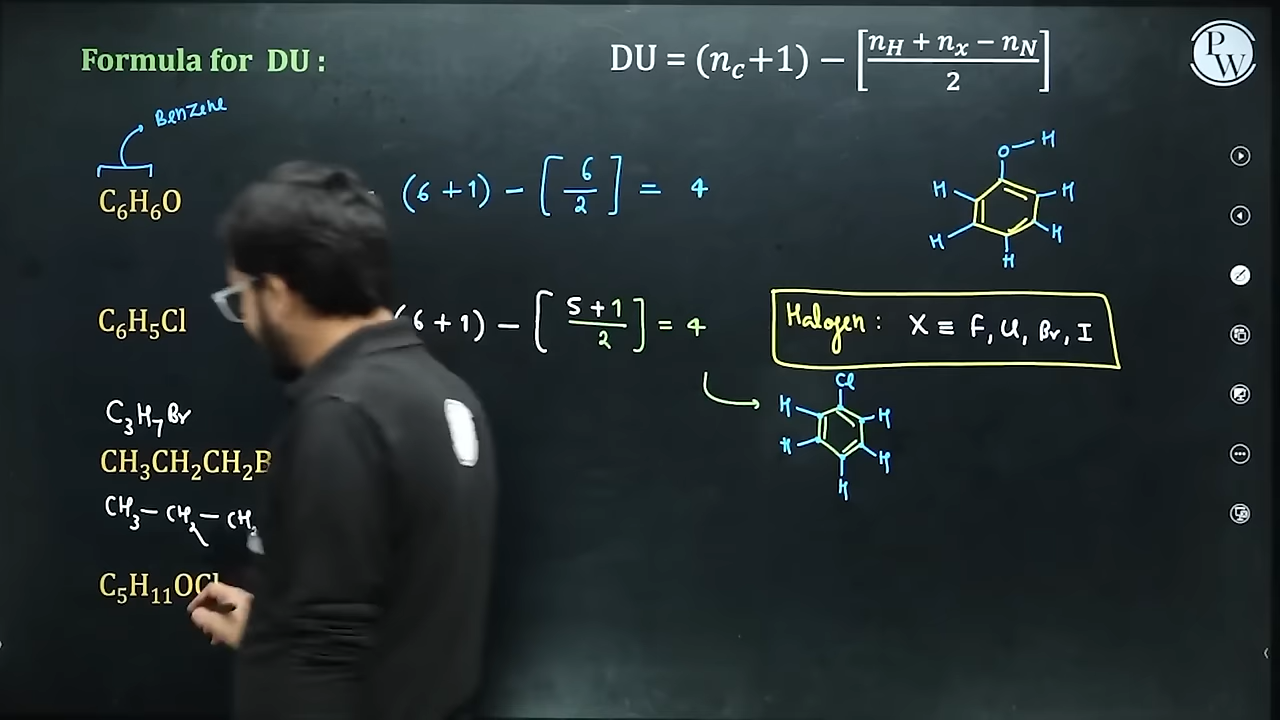 Formula for DU :
DU = (n_c+1) − [n_H + n_x − n_N / 2]
P
W
Benzene
C₆H₆O
(6+1) − [6/2] = 4
O−H
H
H
H
H
H
C₆H₅Cl
(6+1) − [5+1/2] = 4
Halogen : X ≡ F, Cl, Br, I
Cl
H
H
H
H
H
C₃H₇Br
CH₃CH₂CH₂B
CH₃−CH₂−CH₂
C₅H₁₁OCl